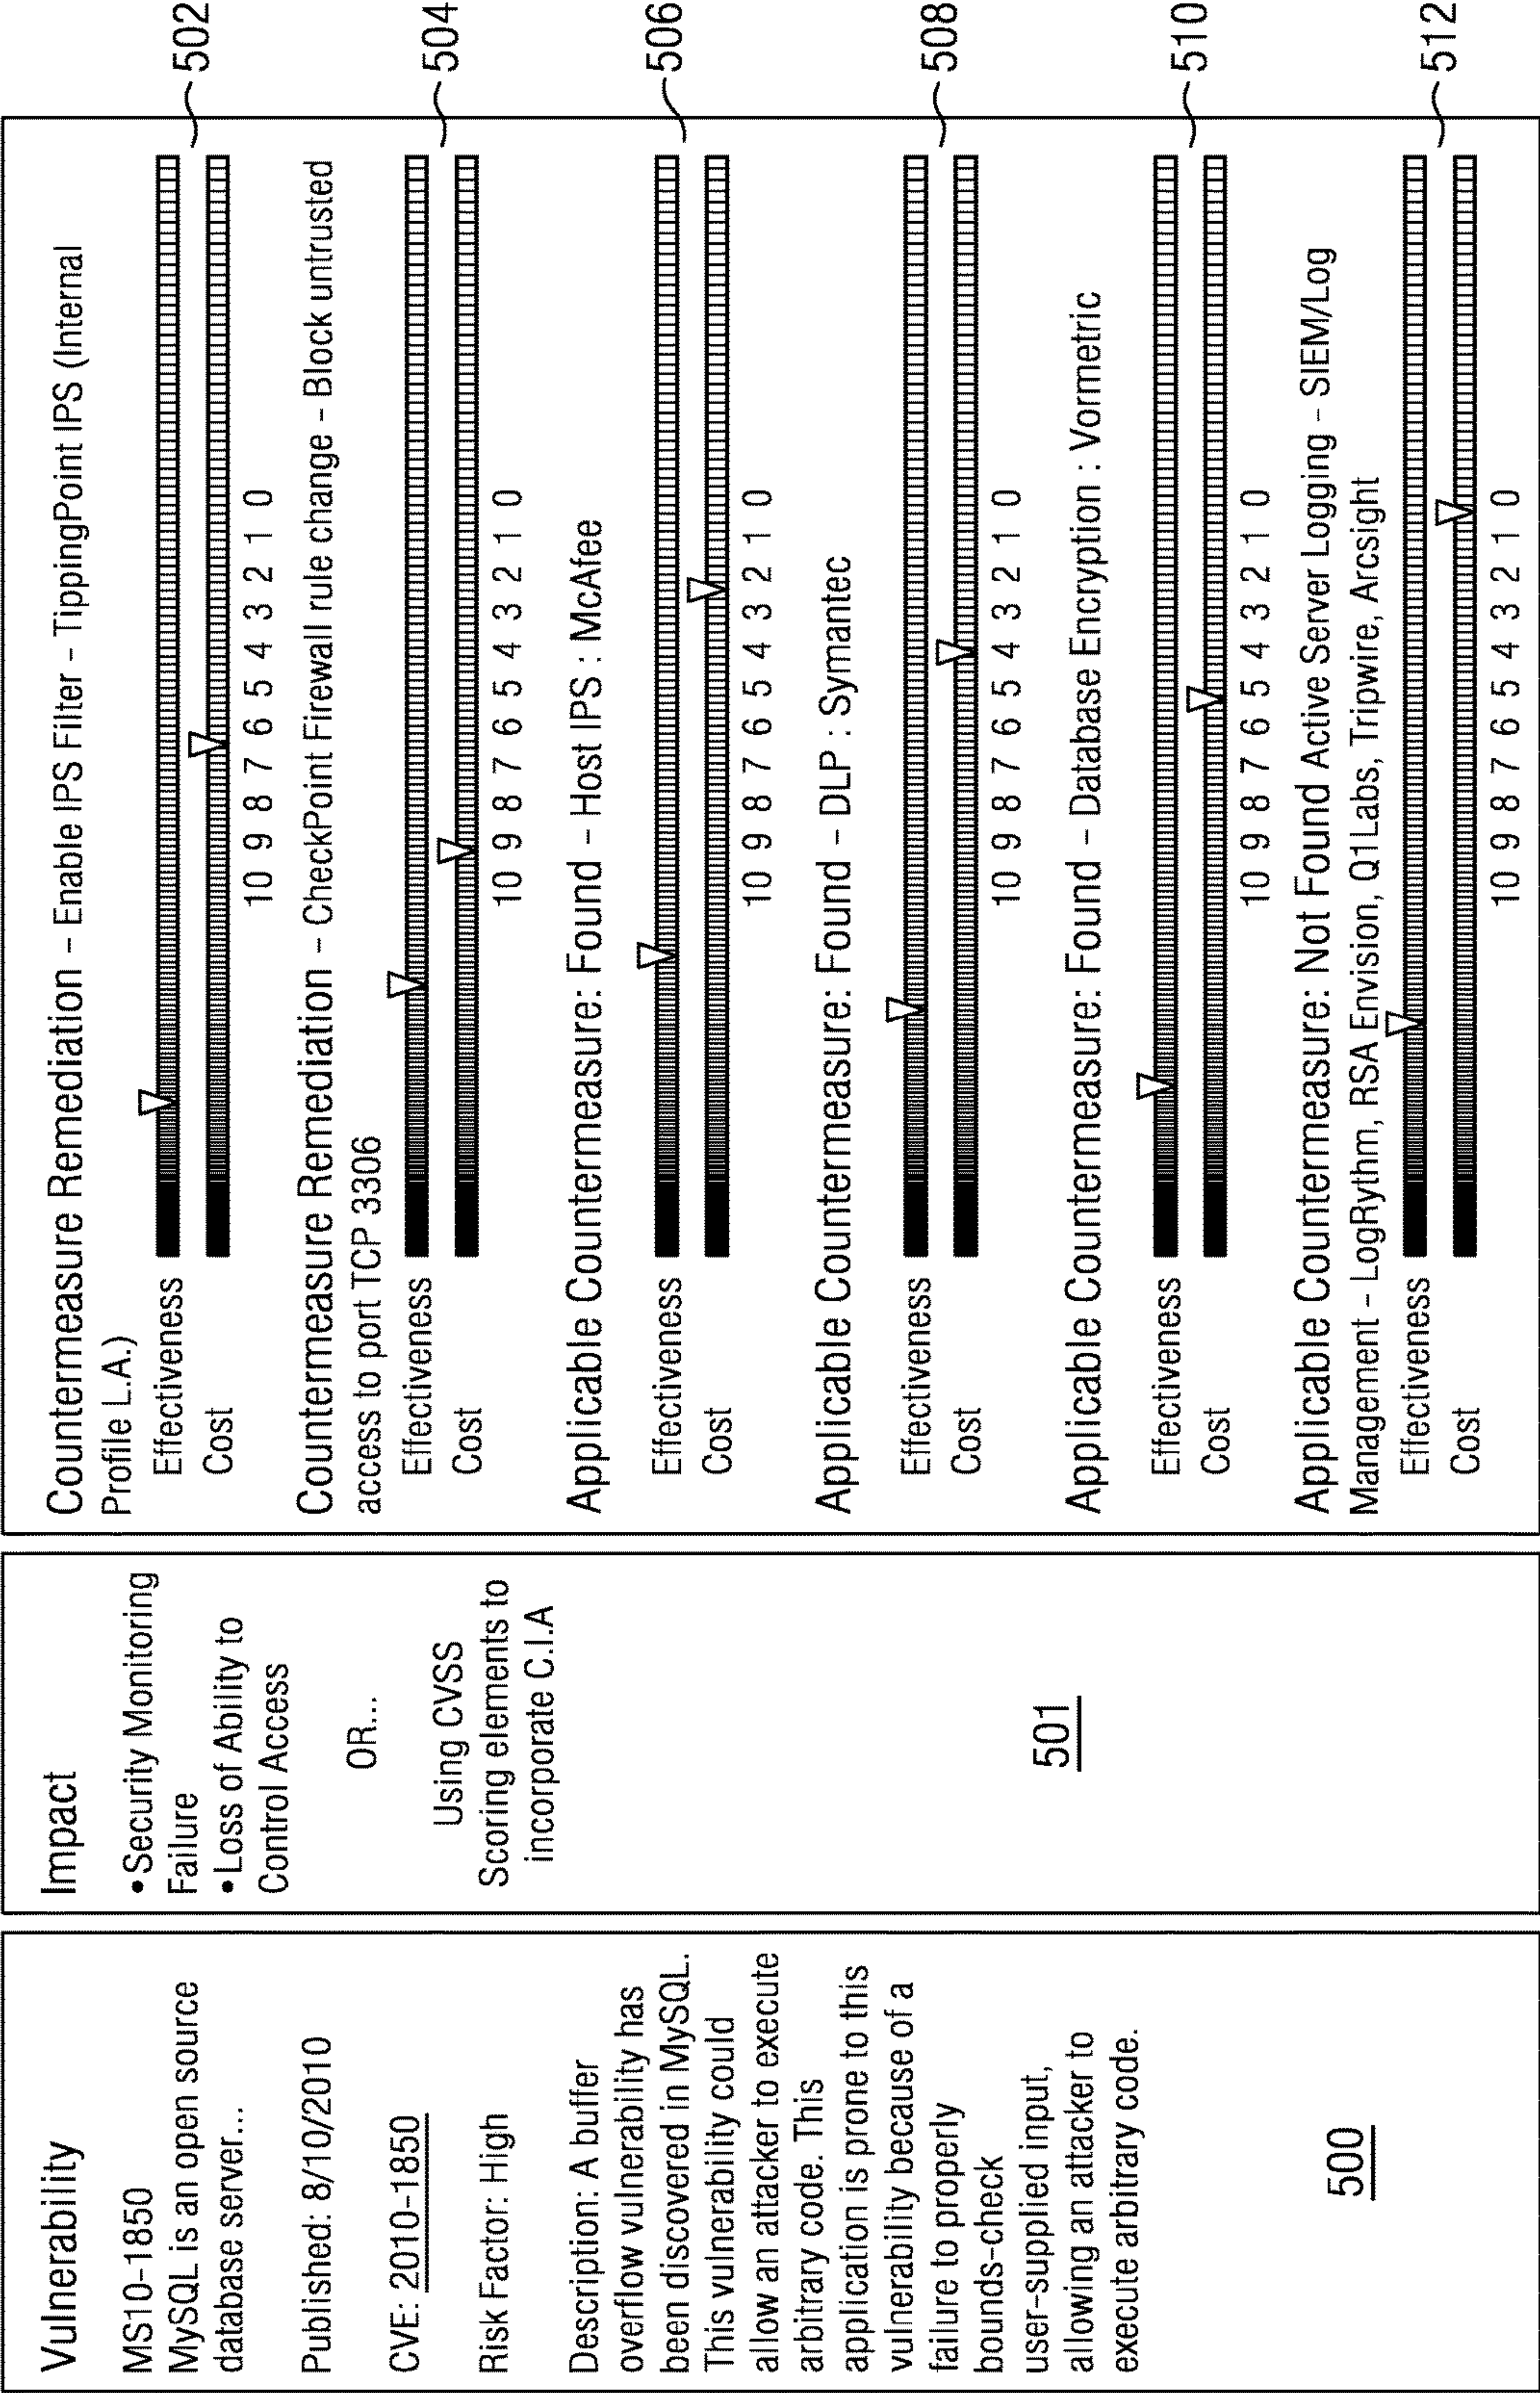 Vulnerability
MS10-1850
MySQL is an open source
database server...
Published: 8/10/2010
CVE: 2010-1850
Risk Factor: High
Description: A buffer
overflow vulnerability has
been discovered in MySQL.
This vulnerability could
allow an attacker to execute
arbitrary code. This
application is prone to this
vulnerability because of a
failure to properly
bounds-check
user-supplied input,
allowing an attacker to
execute arbitrary code.
500
Impact
• Security Monitoring
Failure
• Loss of Ability to
Control Access
OR...
Using CVSS
Scoring elements to
incorporate C.I.A
501
Countermeasure Remediation - Enable IPS Filter - TippingPoint IPS (Internal
Profile L.A.)
Effectiveness
Cost
10 9 8 7 6 5 4 3 2 1 0
502
Countermeasure Remediation - CheckPoint Firewall rule change - Block untrusted
access to port TCP 3306
Effectiveness
Cost
10 9 8 7 6 5 4 3 2 1 0
504
Applicable Countermeasure: Found - Host IPS : McAfee
Effectiveness
Cost
10 9 8 7 6 5 4 3 2 1 0
506
Applicable Countermeasure: Found - DLP : Symantec
Effectiveness
Cost
10 9 8 7 6 5 4 3 2 1 0
508
Applicable Countermeasure: Found - Database Encryption : Vormetric
Effectiveness
Cost
10 9 8 7 6 5 4 3 2 1 0
510
Applicable Countermeasure: Not Found Active Server Logging - SIEM/Log
Management - LogRythm, RSA Envision, Q1Labs, Tripwire, Arcsight
Effectiveness
Cost
10 9 8 7 6 5 4 3 2 1 0
512